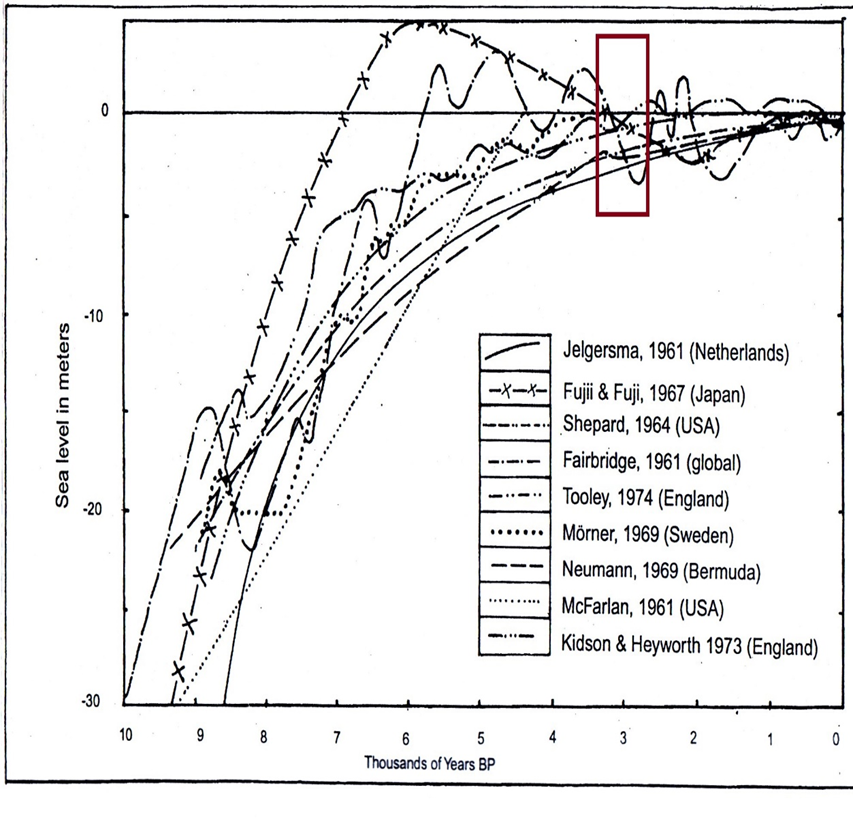 0
-10
-20
-30
Sea level in meters
10 9 8 7 6 5 4 3 2 1 0
Thousands of Years BP
Jelgersma, 1961 (Netherlands)
Fujii & Fuji, 1967 (Japan)
Shepard, 1964 (USA)
Fairbridge, 1961 (global)
Tooley, 1974 (England)
Mörner, 1969 (Sweden)
Neumann, 1969 (Bermuda)
McFarlan, 1961 (USA)
Kidson & Heyworth 1973 (England)